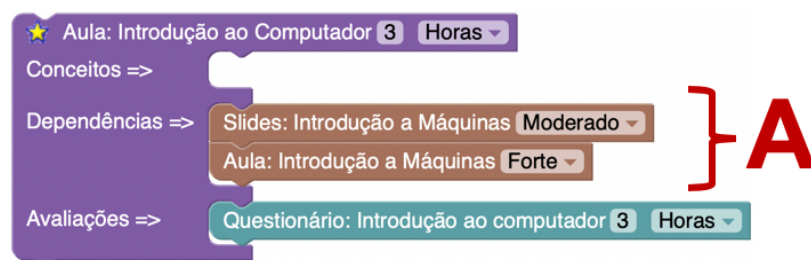 Aula: Introdução ao Computador 3 Horas
Conceitos =>
Dependências => Slides: Introdução a Máquinas Moderado
Aula: Introdução a Máquinas Forte
A
Avaliações => Questionário: Introdução ao computador 3 Horas